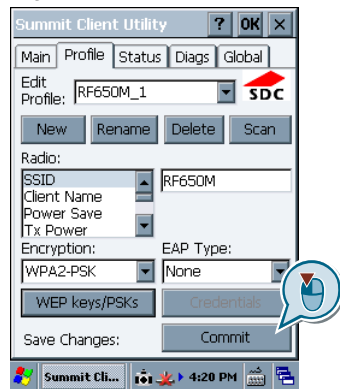 Summit Client Utility ? OK ×
Main Profile Status Diags Global
Edit
Profile: RF650M_1
SDC
New Rename Delete Scan
Radio:
SSID RF650M
Client Name
Power Save
Tx Power
Encryption: EAP Type:
WPA2-PSK None
WEP keys/PSKs Credentials
Save Changes: Commit
Summit Cli... 4:20 PM